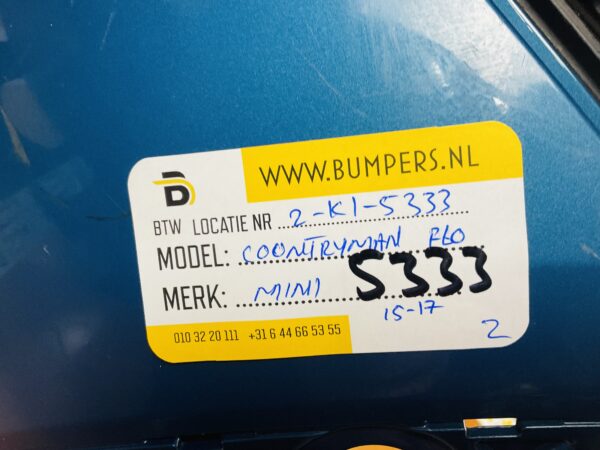 WWW.BUMPERS.NL
BTW LOCATIE NR 2-K1-5333
MODEL: COONTRYMAN F60
MERK: MINI 5333
15-17
010 32 20 111 +31 6 44 66 53 55
2